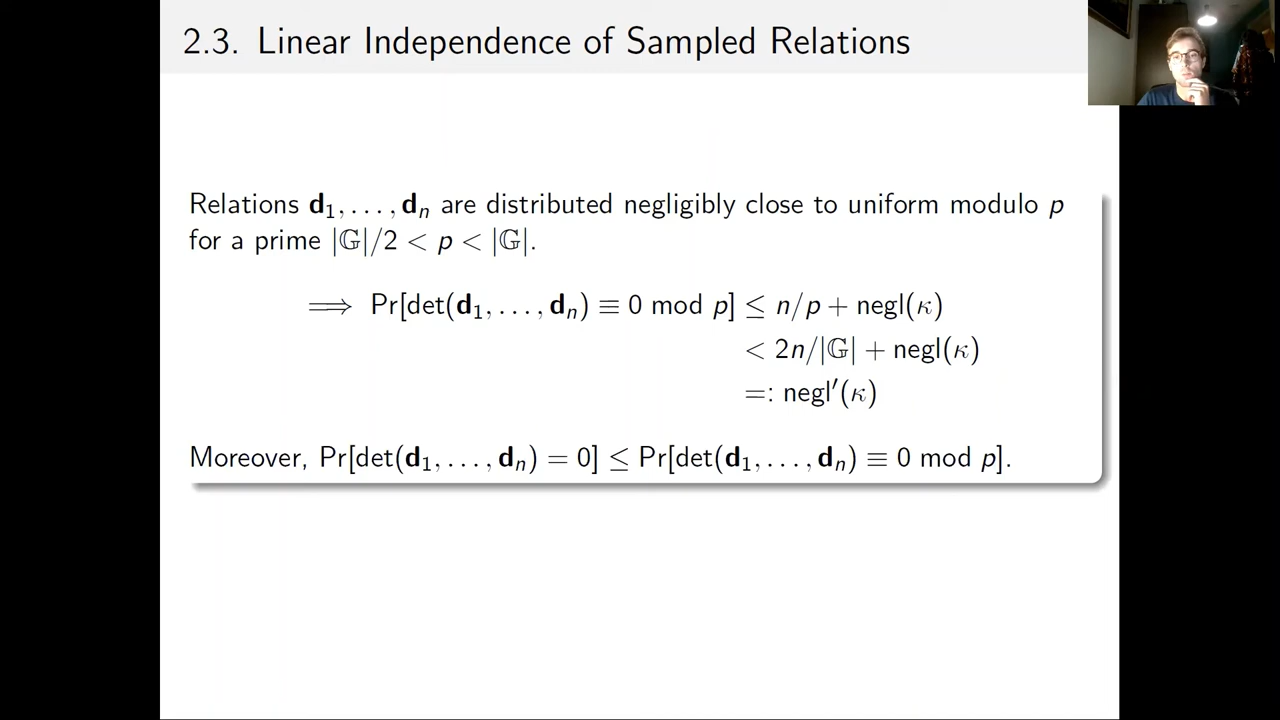 2.3. Linear Independence of Sampled Relations
Relations d₁, . . . , dₙ are distributed negligibly close to uniform modulo p
for a prime |𝔾|/2 < p < |𝔾|.
⟹ Pr[det(d₁, . . . , dₙ) ≡ 0 mod p] ≤ n/p + negl(κ)
< 2n/|𝔾| + negl(κ)
=: negl′(κ)
Moreover, Pr[det(d₁, . . . , dₙ) = 0] ≤ Pr[det(d₁, . . . , dₙ) ≡ 0 mod p].